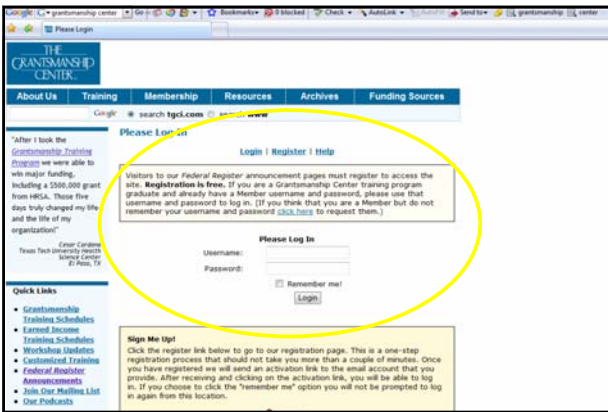 Google G▾ grantsmanship center Go Bookmarks▾ 0 blocked Check ▾ AutoLink ▾ Send to▾ grantsmanship center
Please Login
THE
GRANTSMANSHIP
CENTER
About Us Training Membership Resources Archives Funding Sources
Google search tgci.com search www
Please Log In
Login | Register | Help
Visitors to our Federal Register announcement pages must register to access the
site. Registration is free. If you are a Grantsmanship Center training program
graduate and already have a Member username and password, please use that
username and password to log in. (If you think that you are a Member but do not
remember your username and password click here to request them.)
Please Log In
Username:
Password:
Remember me!
Login
Sign Me Up!
Click the register link below to go to our registration page. This is a one-step
registration process that should not take you more than a couple of minutes. Once
you have registered we will send an activation link to the email account that you
provide. After receiving and clicking on the activation link, you will be able to log
in. If you choose to click the "remember me" option you will not be prompted to log
in again from this location.
"After I took the
Grantsmanship Training
Program we were able to
win major funding,
including a $500,000 grant
from HRSA. Those five
days truly changed my life
and the life of my
organization!"
Cesar Cardona
Texas Tech University Health
Science Center
El Paso, TX
Quick Links
Grantsmanship
Training Schedules
Earned Income
Training Schedules
Workshop Updates
Customized Training
Federal Register
Announcements
Join Our Mailing List
Our Podcasts